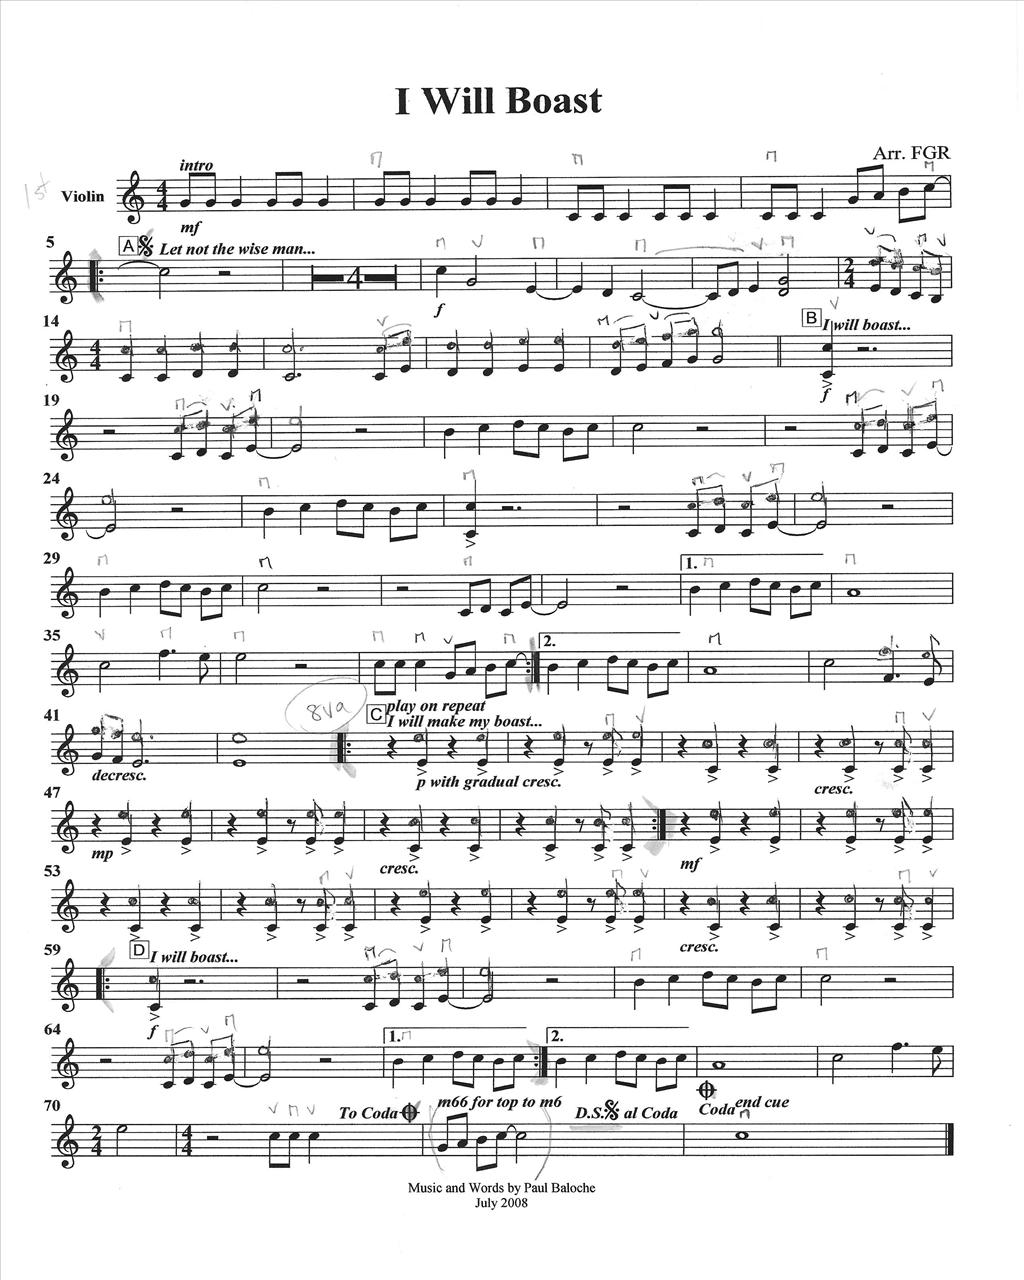 I Will Boast
Arr. FGR
intro
1st
Violin
mf
5
A Let not the wise man...
4
f
14
B I will boast...
f
19
24
29
1.
35
2.
8va
play on repeat
C I will make my boast...
41
decresc.
p with gradual cresc.
cresc.
47
mp
cresc.
mf
53
cresc.
59
D I will boast...
f
64
1.
2.
70
To Coda
m66 for top to m6
D.S. al Coda
Coda end cue
Music and Words by Paul Baloche
July 2008